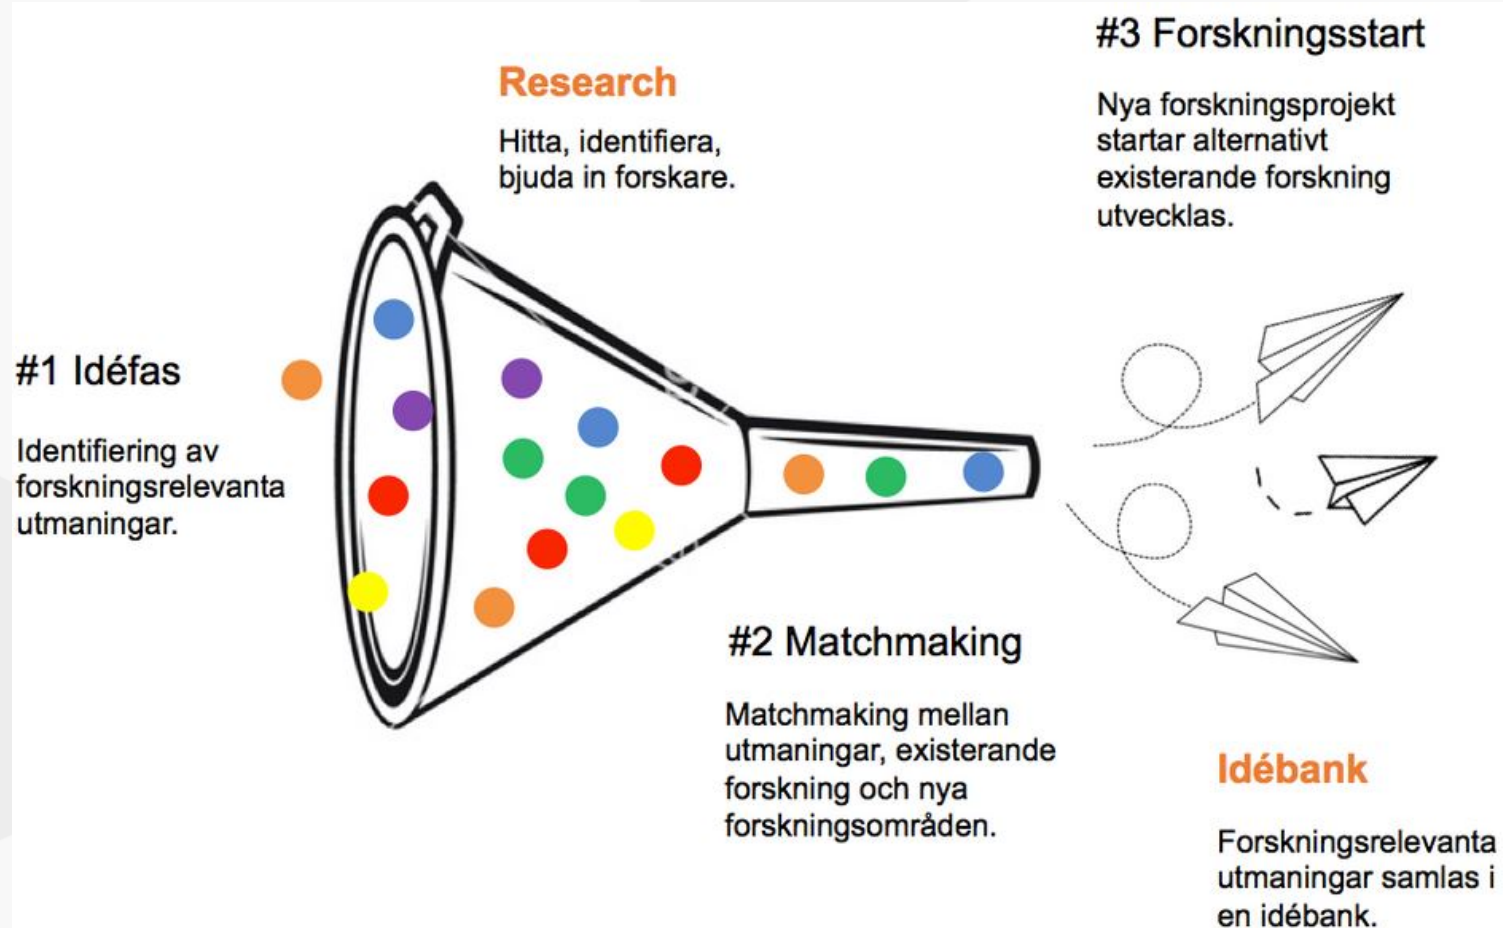 #1 Idéfas
Identifiering av
forskningsrelevanta
utmaningar.
Research
Hitta, identifiera,
bjuda in forskare.
#2 Matchmaking
Matchmaking mellan
utmaningar, existerande
forskning och nya
forskningsområden.
#3 Forskningsstart
Nya forskningsprojekt
startar alternativt
existerande forskning
utvecklas.
Idébank
Forskningsrelevanta
utmaningar samlas i
en idébank.